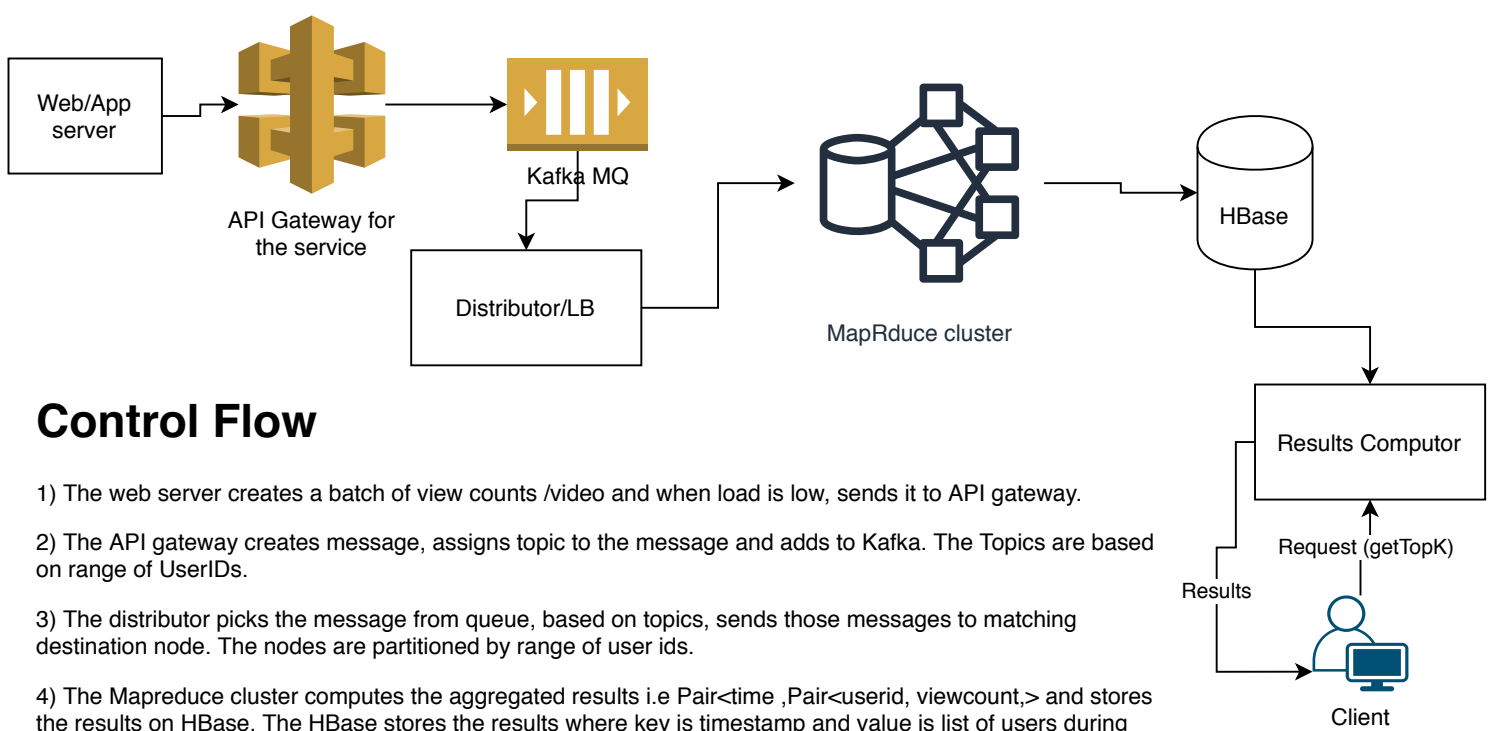 Web/App
server
API Gateway for
the service
Kafka MQ
Distributor/LB
MapRduce cluster
HBase
Results Computor
Request (getTopK)
Results
Client
Control Flow
1) The web server creates a batch of view counts /video and when load is low, sends it to API gateway.
2) The API gateway creates message, assigns topic to the message and adds to Kafka. The Topics are based
on range of UserIDs.
3) The distributor picks the message from queue, based on topics, sends those messages to matching
destination node. The nodes are partitioned by range of user ids.
4) The Mapreduce cluster computes the aggregated results i.e Pair<time ,Pair<userid, viewcount,> and stores
the results on HBase. The HBase stores the results where key is timestamp and value is list of users during